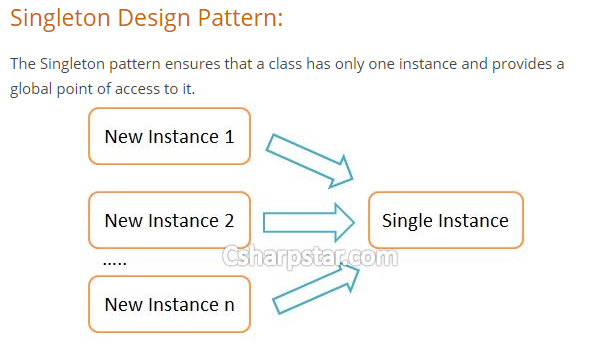 Singleton Design Pattern:
The Singleton pattern ensures that a class has only one instance and provides a
global point of access to it.
New Instance 1
New Instance 2
Single Instance
Csharpstar.com
.....
New Instance n